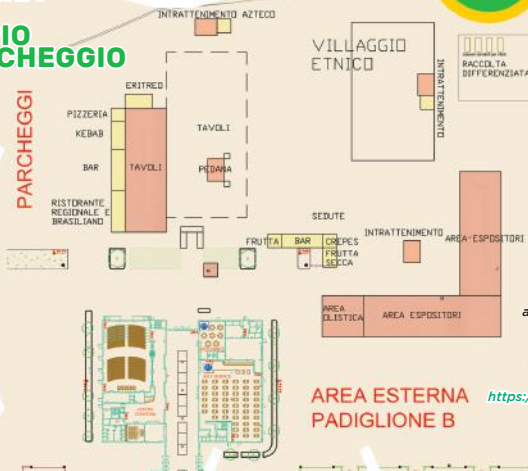 IO
CHEGGIO
INTRATTENIMENTO AZTECO
VILLAGGIO
ETNICO
INTRATTENIMENTO
RACCOLTA
DIFFERENZIATA
PARCHEGGI
ERITREO
PIZZERIA
KEBAB
BAR
TAVOLI
RISTORANTE
REGIONALE E
BRASILIANO
TAVOLI
PEDANA
SEDUTE
FRUTTA
BAR
CREPES
FRUTTA
SECCA
INTRATTENIMENTO
AREA-ESPOSITORI
AREA
OLISTICA
AREA ESPOSITORI
a
AREA ESTERNA
PADIGLIONE B
https:/